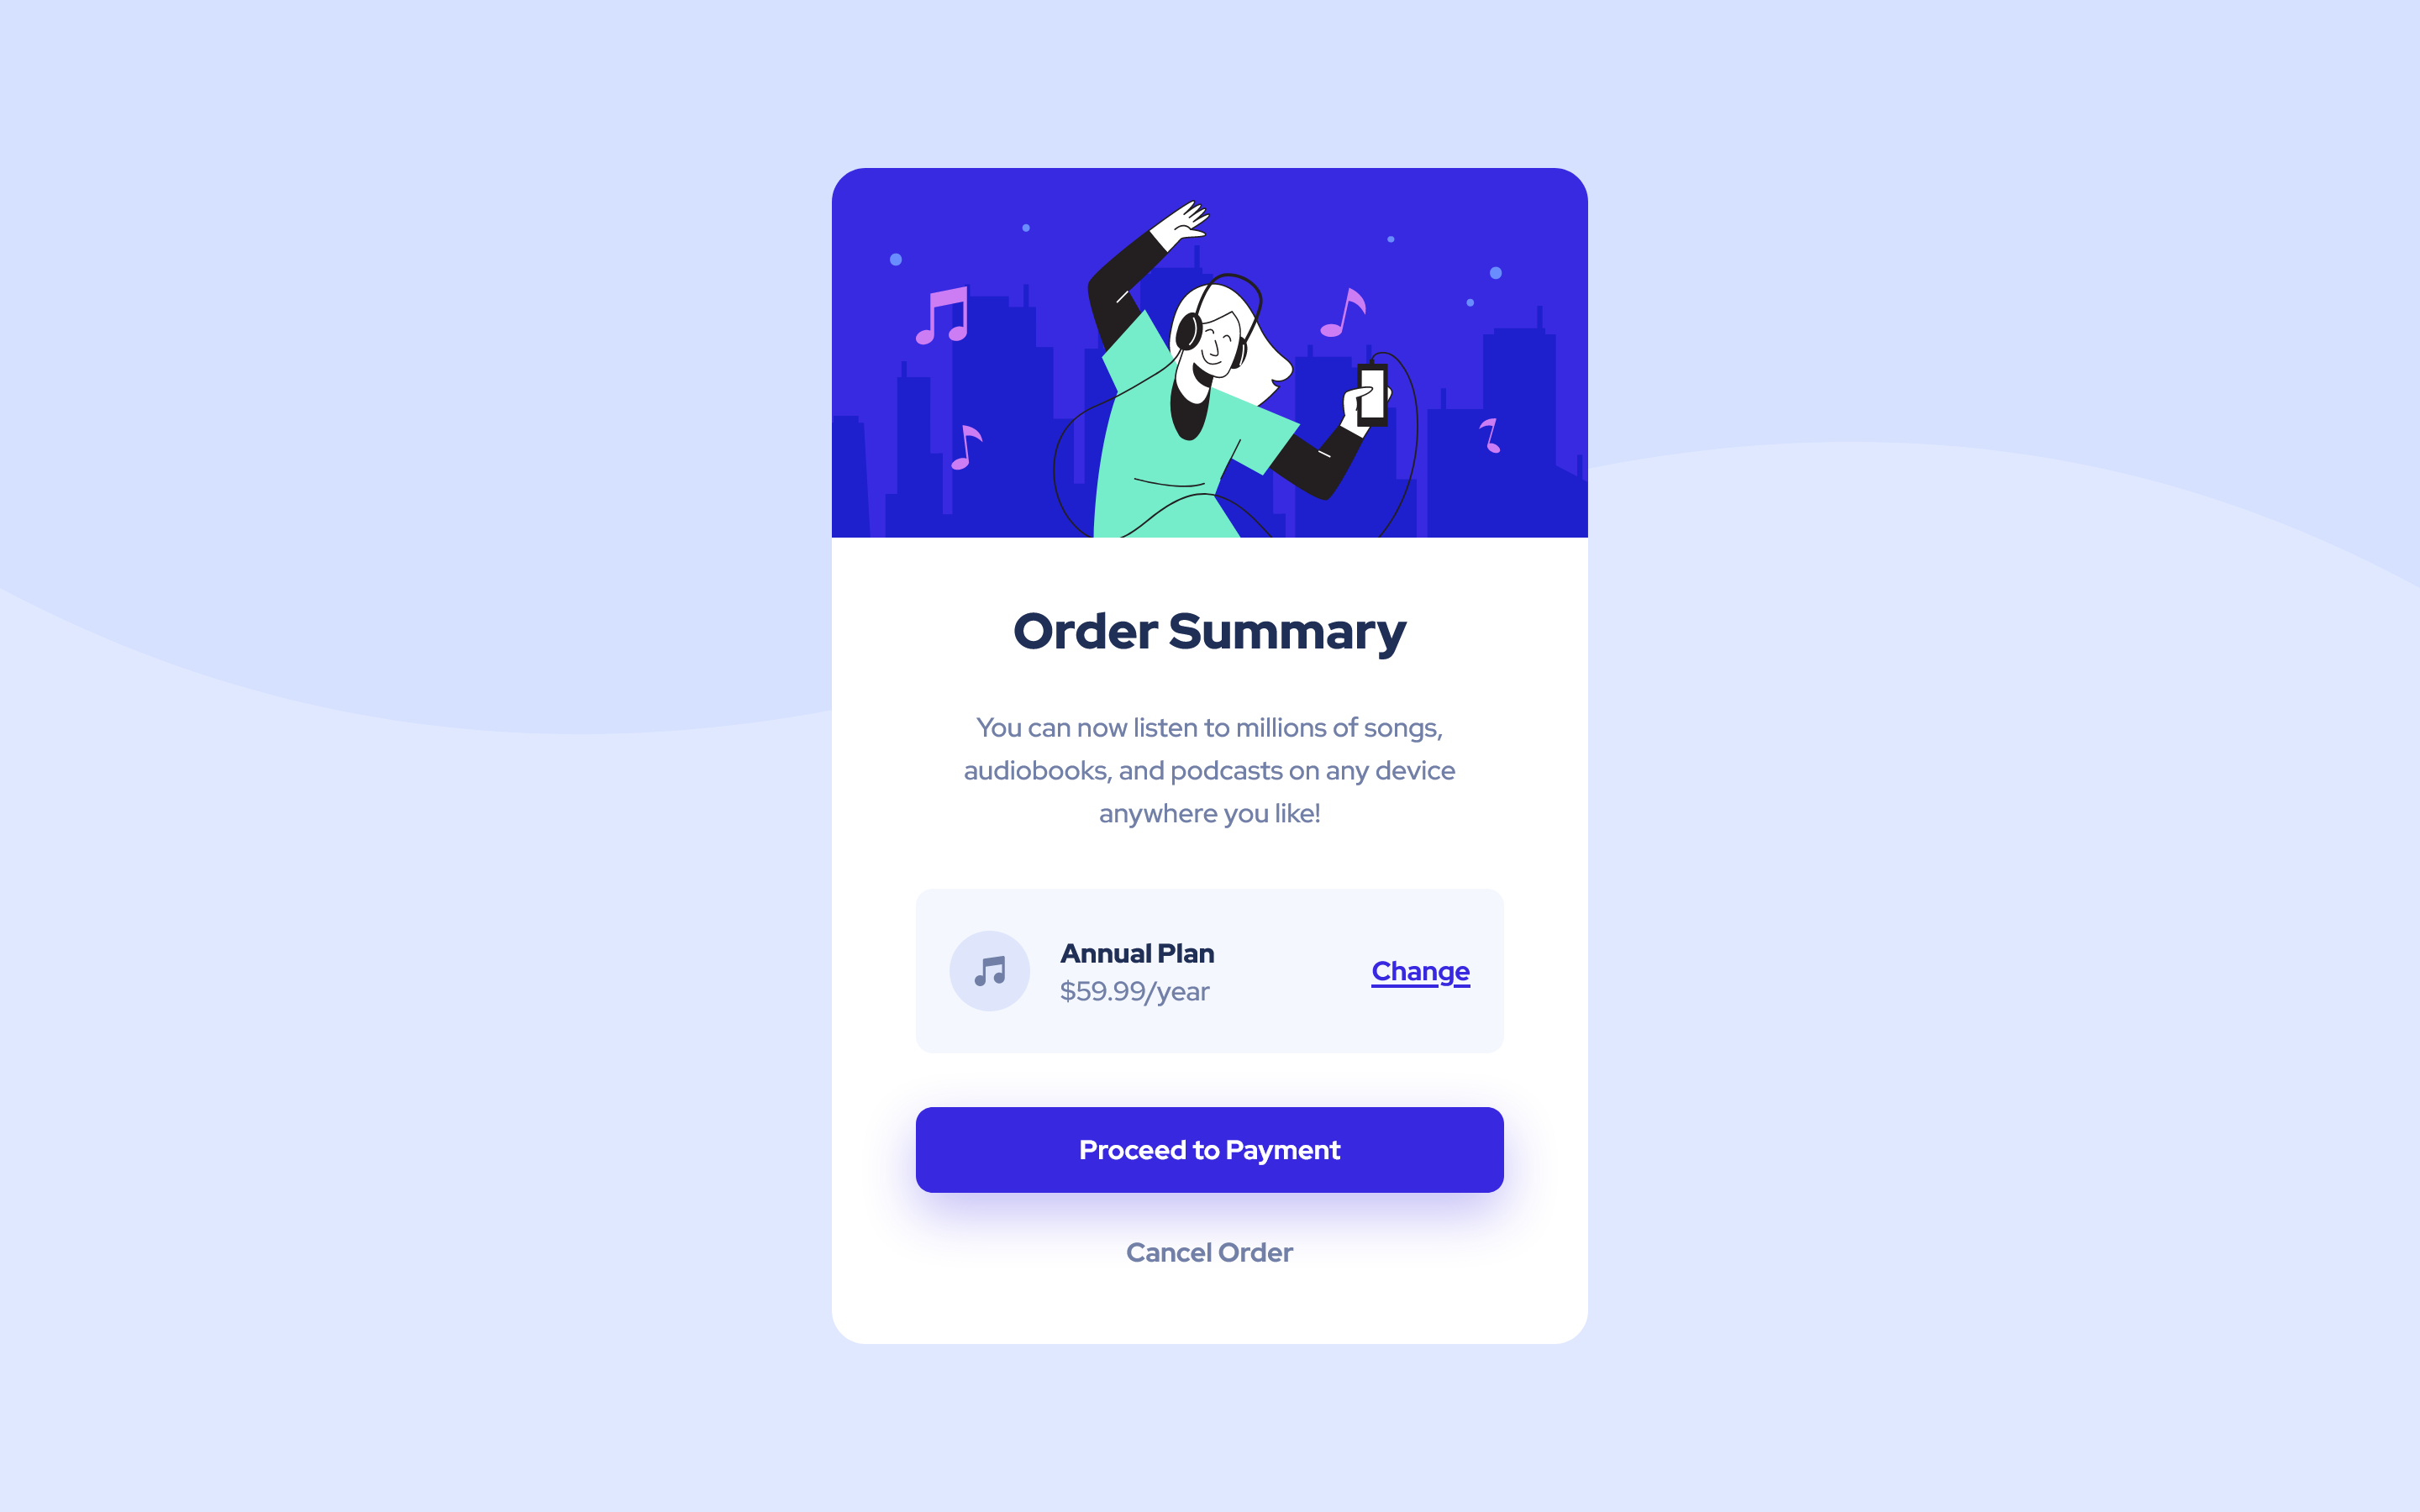 Order Summary
You can now listen to millions of songs,
audiobooks, and podcasts on any device
anywhere you like!
Annual Plan
$59.99/year
Change
Proceed to Payment
Cancel Order